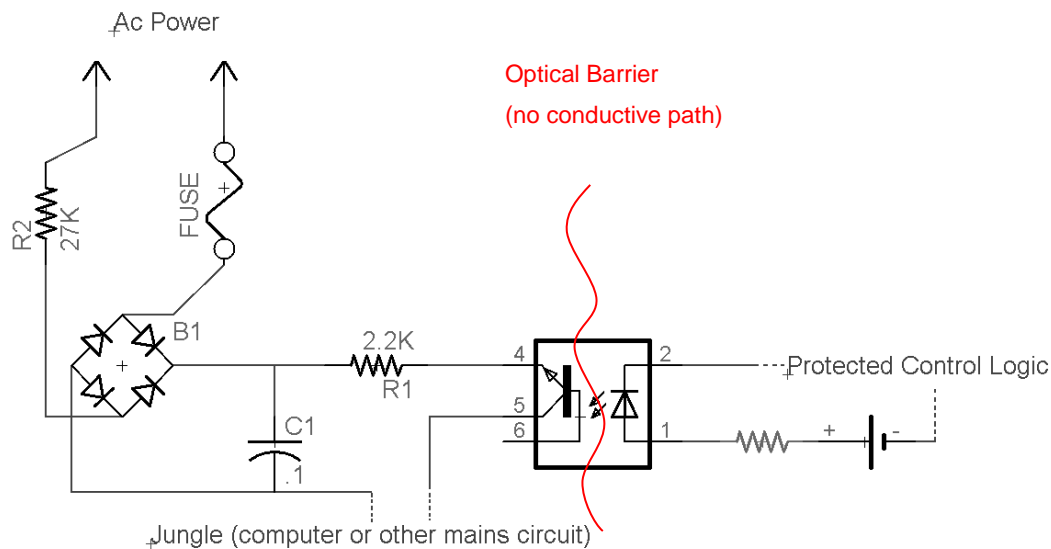 Ac Power
Optical Barrier
(no conductive path)
R2
27K
FUSE
B1
2.2K
R1
4
5
6
2
1
Protected Control Logic
+
-
C1
.1
Jungle (computer or other mains circuit)